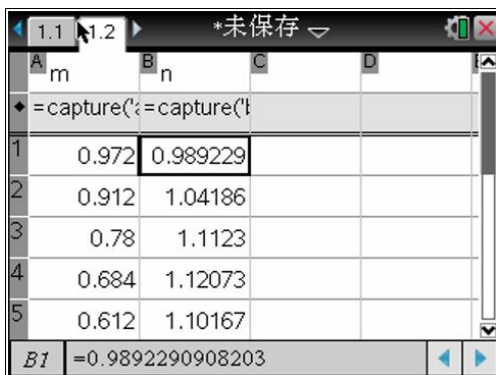 1.1 1.2 *未保存
A m B n C D E
=capture('a =capture('b
1 0.972 0.989229
2 0.912 1.04186
3 0.78 1.1123
4 0.684 1.12073
5 0.612 1.10167
B1 =0.9892290908203